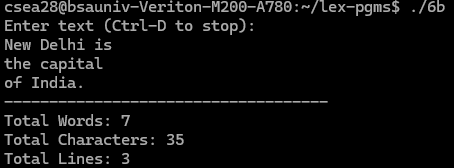 csea28@bsauniv-Veriton-M200-A780:~/lex-pgms$ ./6b
Enter text (Ctrl-D to stop):
New Delhi is
the capital
of India.
------------------------------------
Total Words: 7
Total Characters: 35
Total Lines: 3